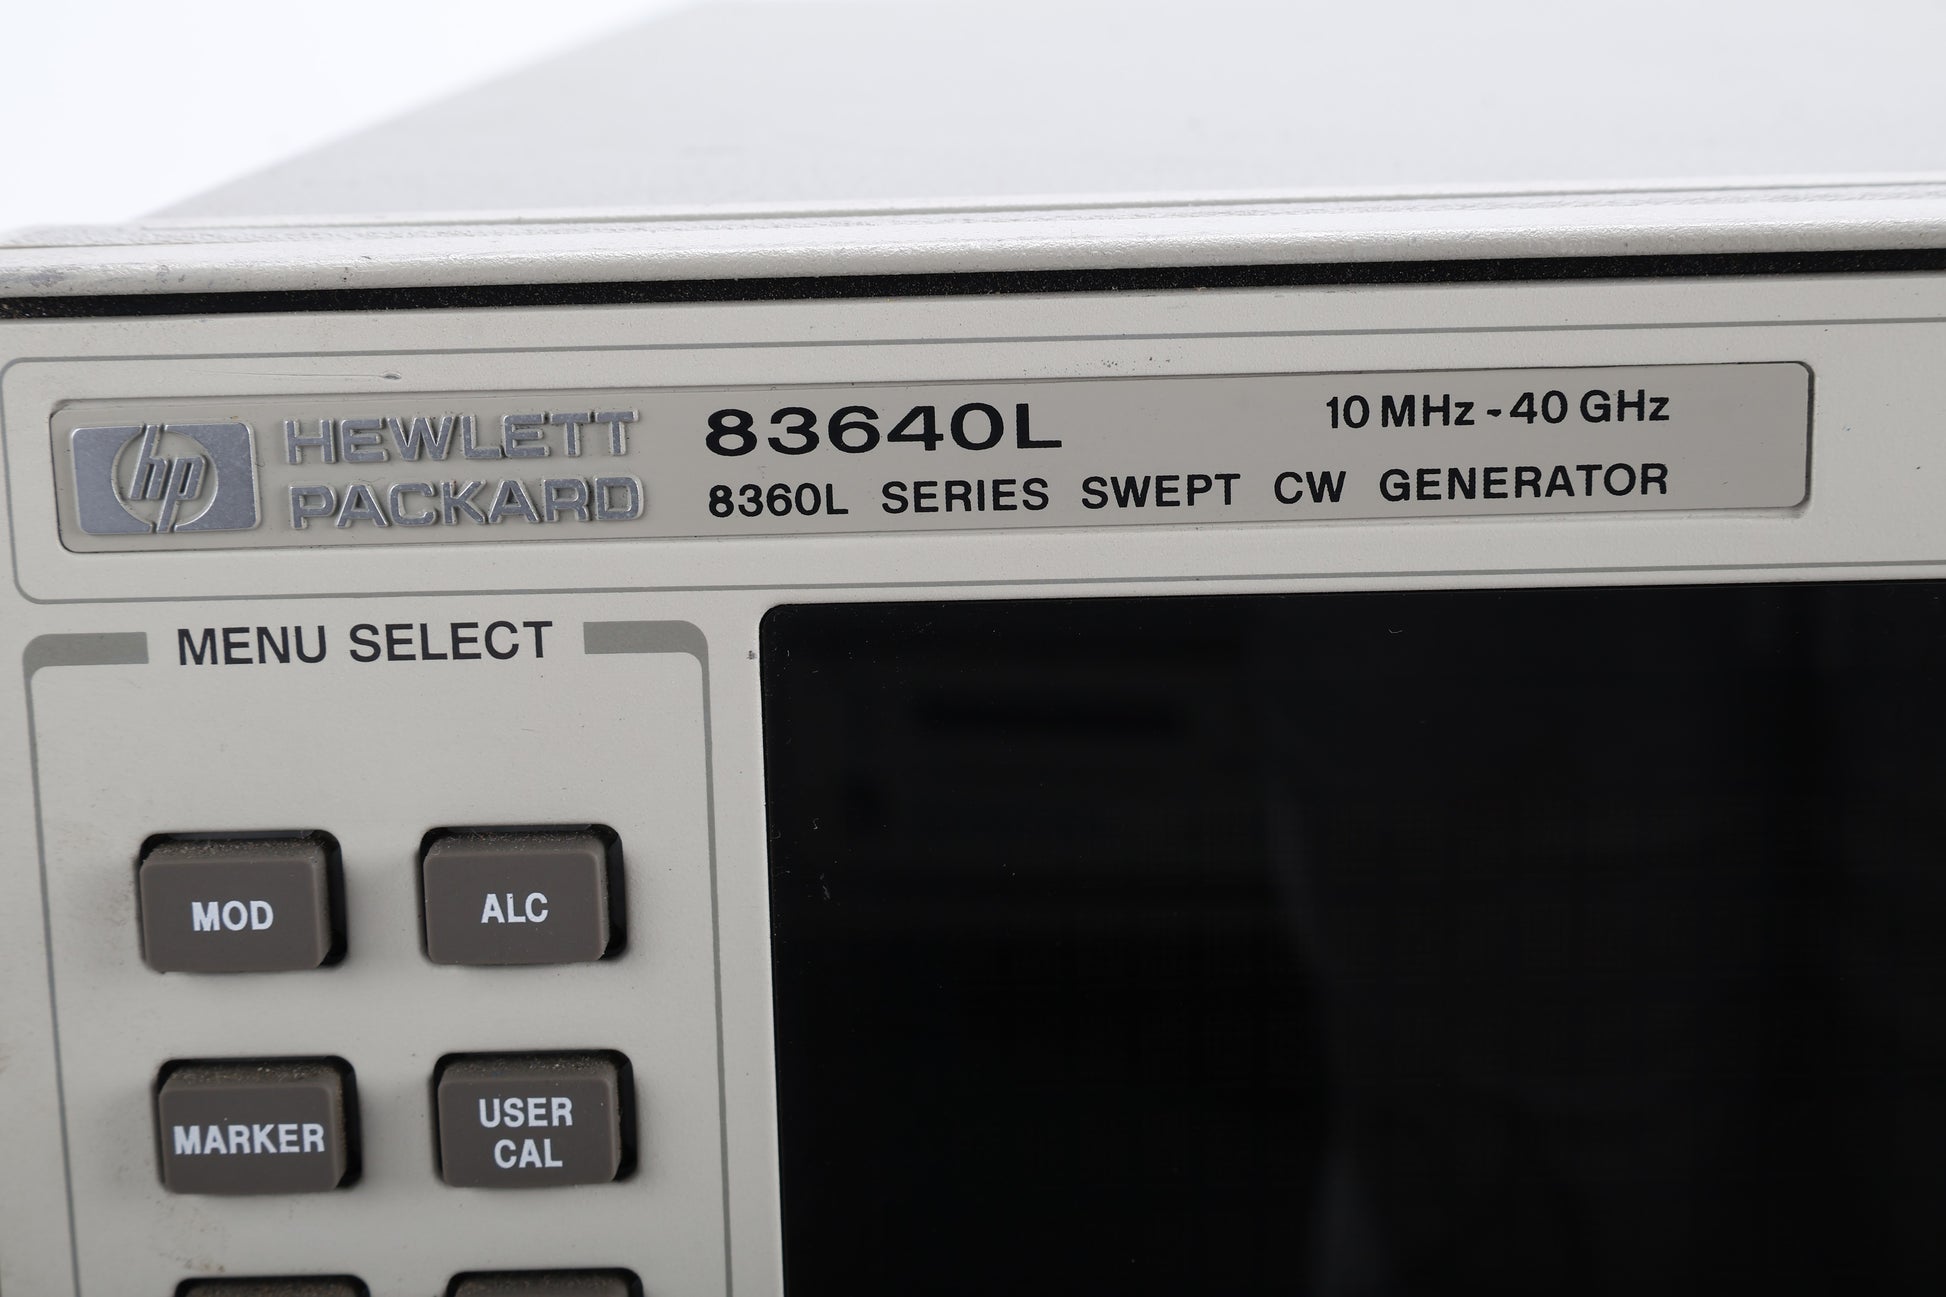 hp HEWLETT PACKARD
83640L 10 MHz - 40 GHz
8360L SERIES SWEPT CW GENERATOR
MENU SELECT
MOD
ALC
MARKER
USER
CAL